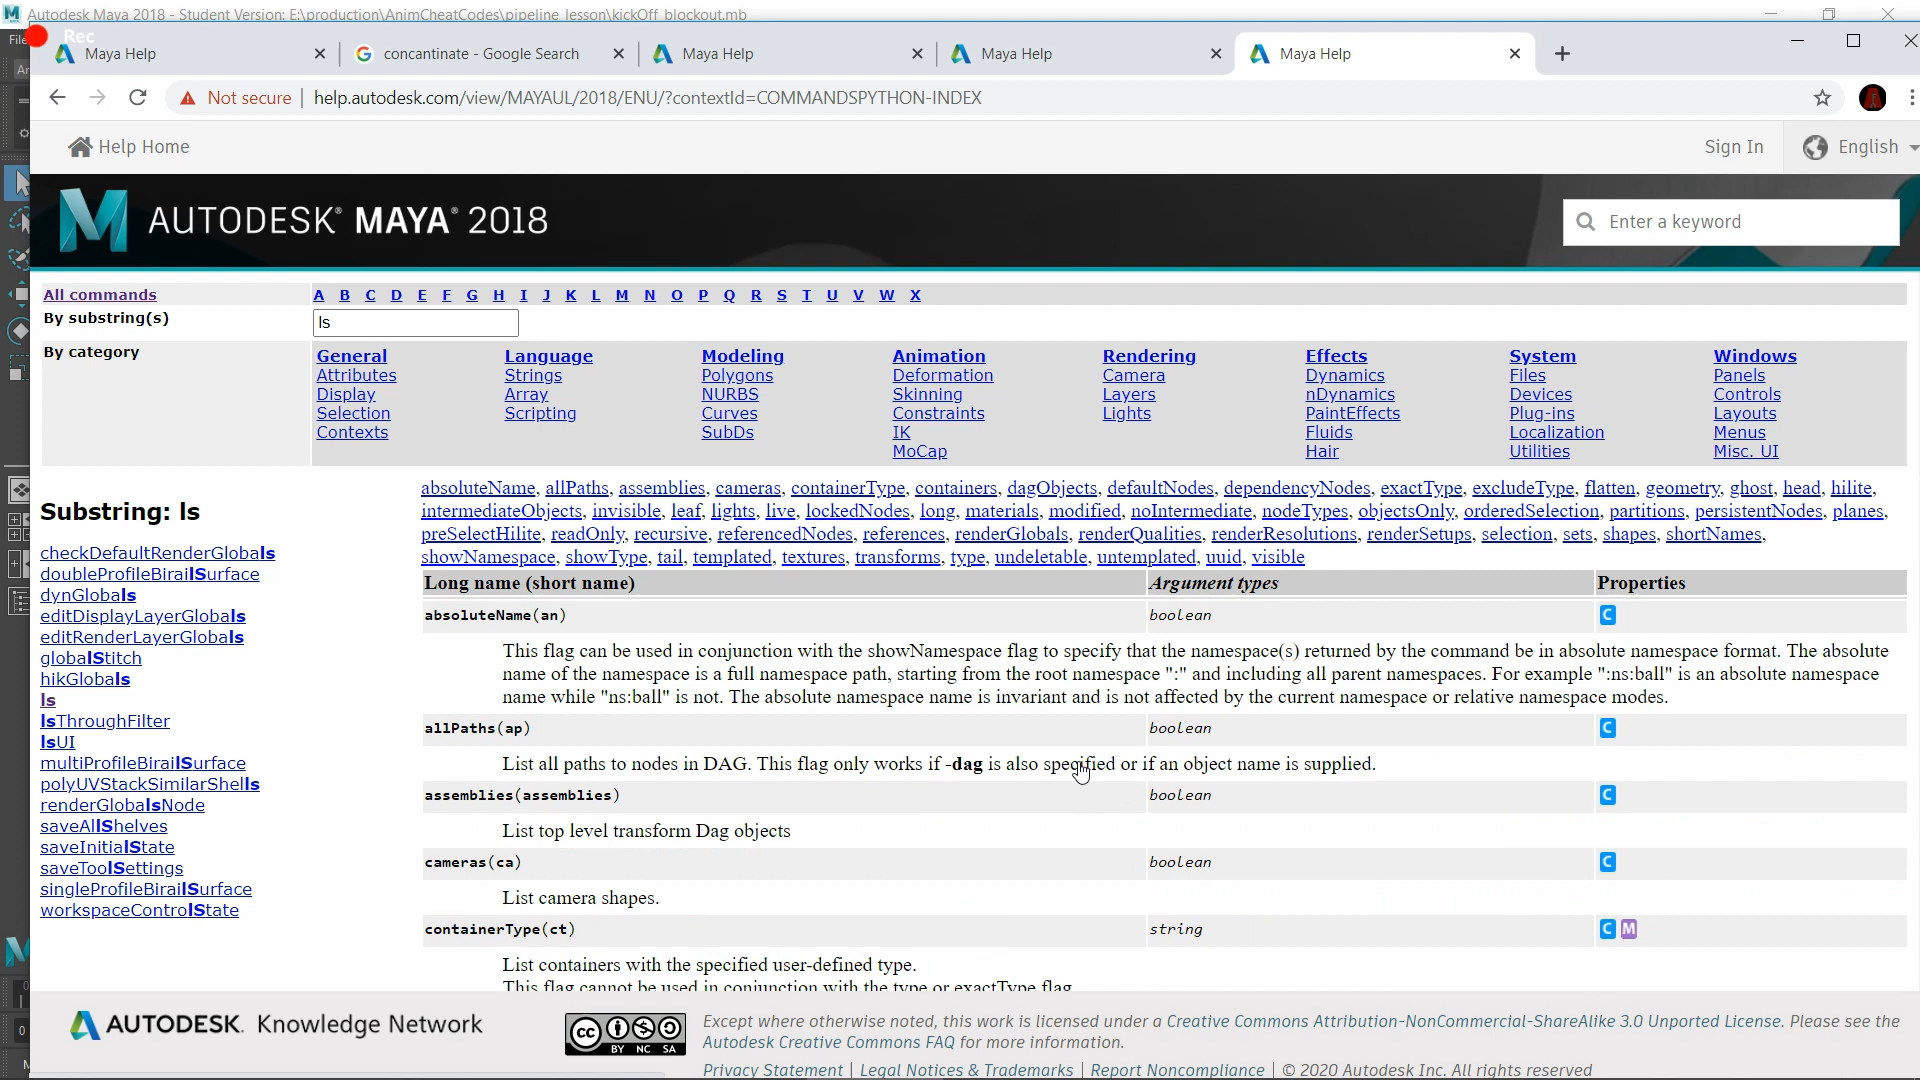 Autodesk Maya 2018 - Student Version: E:\production\AnimCheatCodes\pipeline_lesson\kickOff_blockout.mb
Rec
Maya Help
concantinate - Google Search
Maya Help
Maya Help
Maya Help
Not secure | help.autodesk.com/view/MAYAUL/2018/ENU/?contextId=COMMANDSPYTHON-INDEX
Help Home
Sign In
English
AUTODESK® MAYA® 2018
Enter a keyword
All commands
A B C D E F G H I J K L M N O P Q R S T U V W X
By substring(s)
ls
By category
General Language Modeling Animation Rendering Effects System Windows
Attributes Strings Polygons Deformation Camera Dynamics Files Panels
Display Array NURBS Skinning Layers nDynamics Devices Controls
Selection Scripting Curves Constraints Lights PaintEffects Plug-ins Layouts
Contexts SubDs IK Fluids Localization Menus
MoCap Hair Utilities Misc. UI
Substring: ls
checkDefaultRenderGlobals
doubleProfileBirailSurface
dynGlobals
editDisplayLayerGlobals
editRenderLayerGlobals
globalStitch
hikGlobals
ls
lsThroughFilter
lsUI
multiProfileBirailSurface
polyUVStackSimilarShells
renderGlobalsNode
saveAllShelves
saveInitialState
saveToolSettings
singleProfileBirailSurface
workspaceControlState
absoluteName, allPaths, assemblies, cameras, containerType, containers, dagObjects, defaultNodes, dependencyNodes, exactType, excludeType, flatten, geometry, ghost, head, hilite,
intermediateObjects, invisible, leaf, lights, live, lockedNodes, long, materials, modified, noIntermediate, nodeTypes, objectsOnly, orderedSelection, partitions, persistentNodes, planes,
preSelectHilite, readOnly, recursive, referencedNodes, references, renderGlobals, renderQualities, renderResolutions, renderSetups, selection, sets, shapes, shortNames,
showNamespace, showType, tail, templated, textures, transforms, type, undeletable, untemplated, uuid, visible
Long name (short name) Argument types Properties
absoluteName(an) boolean C
This flag can be used in conjunction with the showNamespace flag to specify that the namespace(s) returned by the command be in absolute namespace format. The absolute
name of the namespace is a full namespace path, starting from the root namespace ":" and including all parent namespaces. For example ":ns:ball" is an absolute namespace
name while "ns:ball" is not. The absolute namespace name is invariant and is not affected by the current namespace or relative namespace modes.
allPaths(ap) boolean C
List all paths to nodes in DAG. This flag only works if -dag is also specified or if an object name is supplied.
assemblies(assemblies) boolean C
List top level transform Dag objects
cameras(ca) boolean C
List camera shapes.
containerType(ct) string C M
List containers with the specified user-defined type.
This flag cannot be used in conjunction with the type or exactType flag.
AUTODESK. Knowledge Network
CC BY NC SA
Except where otherwise noted, this work is licensed under a Creative Commons Attribution-NonCommercial-ShareAlike 3.0 Unported License. Please see the
Autodesk Creative Commons FAQ for more information.
Privacy Statement | Legal Notices & Trademarks | Report Noncompliance | © 2020 Autodesk Inc. All rights reserved